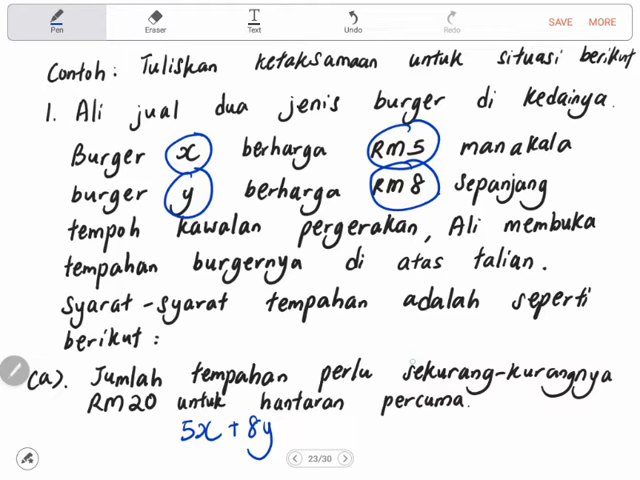 Pen
Eraser
Text
Undo
Redo
SAVE
MORE
Contoh : Tuliskan ketaksamaan untuk situasi berikut
1. Ali jual dua jenis burger di kedainya.
Burger x berharga RM5 manakala
burger y berharga RM8 sepanjang
tempoh kawalan pergerakan, Ali membuka
tempahan burgernya di atas talian.
Syarat-syarat tempahan adalah seperti
berikut :
(a). Jumlah tempahan perlu sekurang-kurangnya
RM20 untuk hantaran percuma.
5x + 8y
23/30